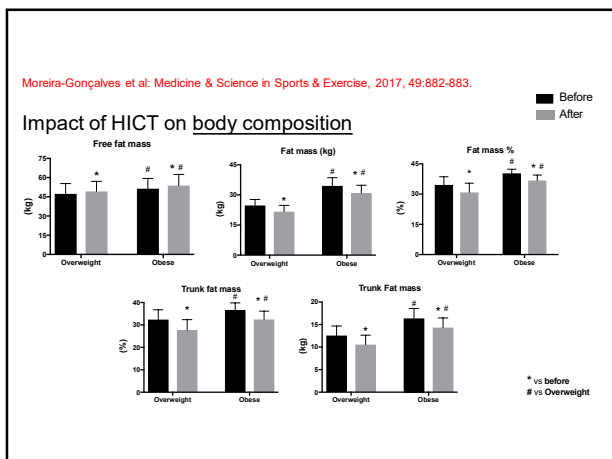 Moreira-Gonçalves et al: Medicine & Science in Sports & Exercise, 2017, 49:882-883.
Before
After
Impact of HICT on body composition
Free fat mass
75
60
45
30
15
0
(kg)
*
#
* #
Overweight
Obese
Fat mass (kg)
45
30
15
0
(kg)
*
#
* #
Overweight
Obese
Fat mass %
45
30
15
0
(%)
*
#
* #
Overweight
Obese
Trunk fat mass
40
30
20
10
0
(%)
*
#
* #
Overweight
Obese
Trunk Fat mass
20
15
10
5
0
(kg)
*
#
* #
Overweight
Obese
* vs before
# vs Overweight